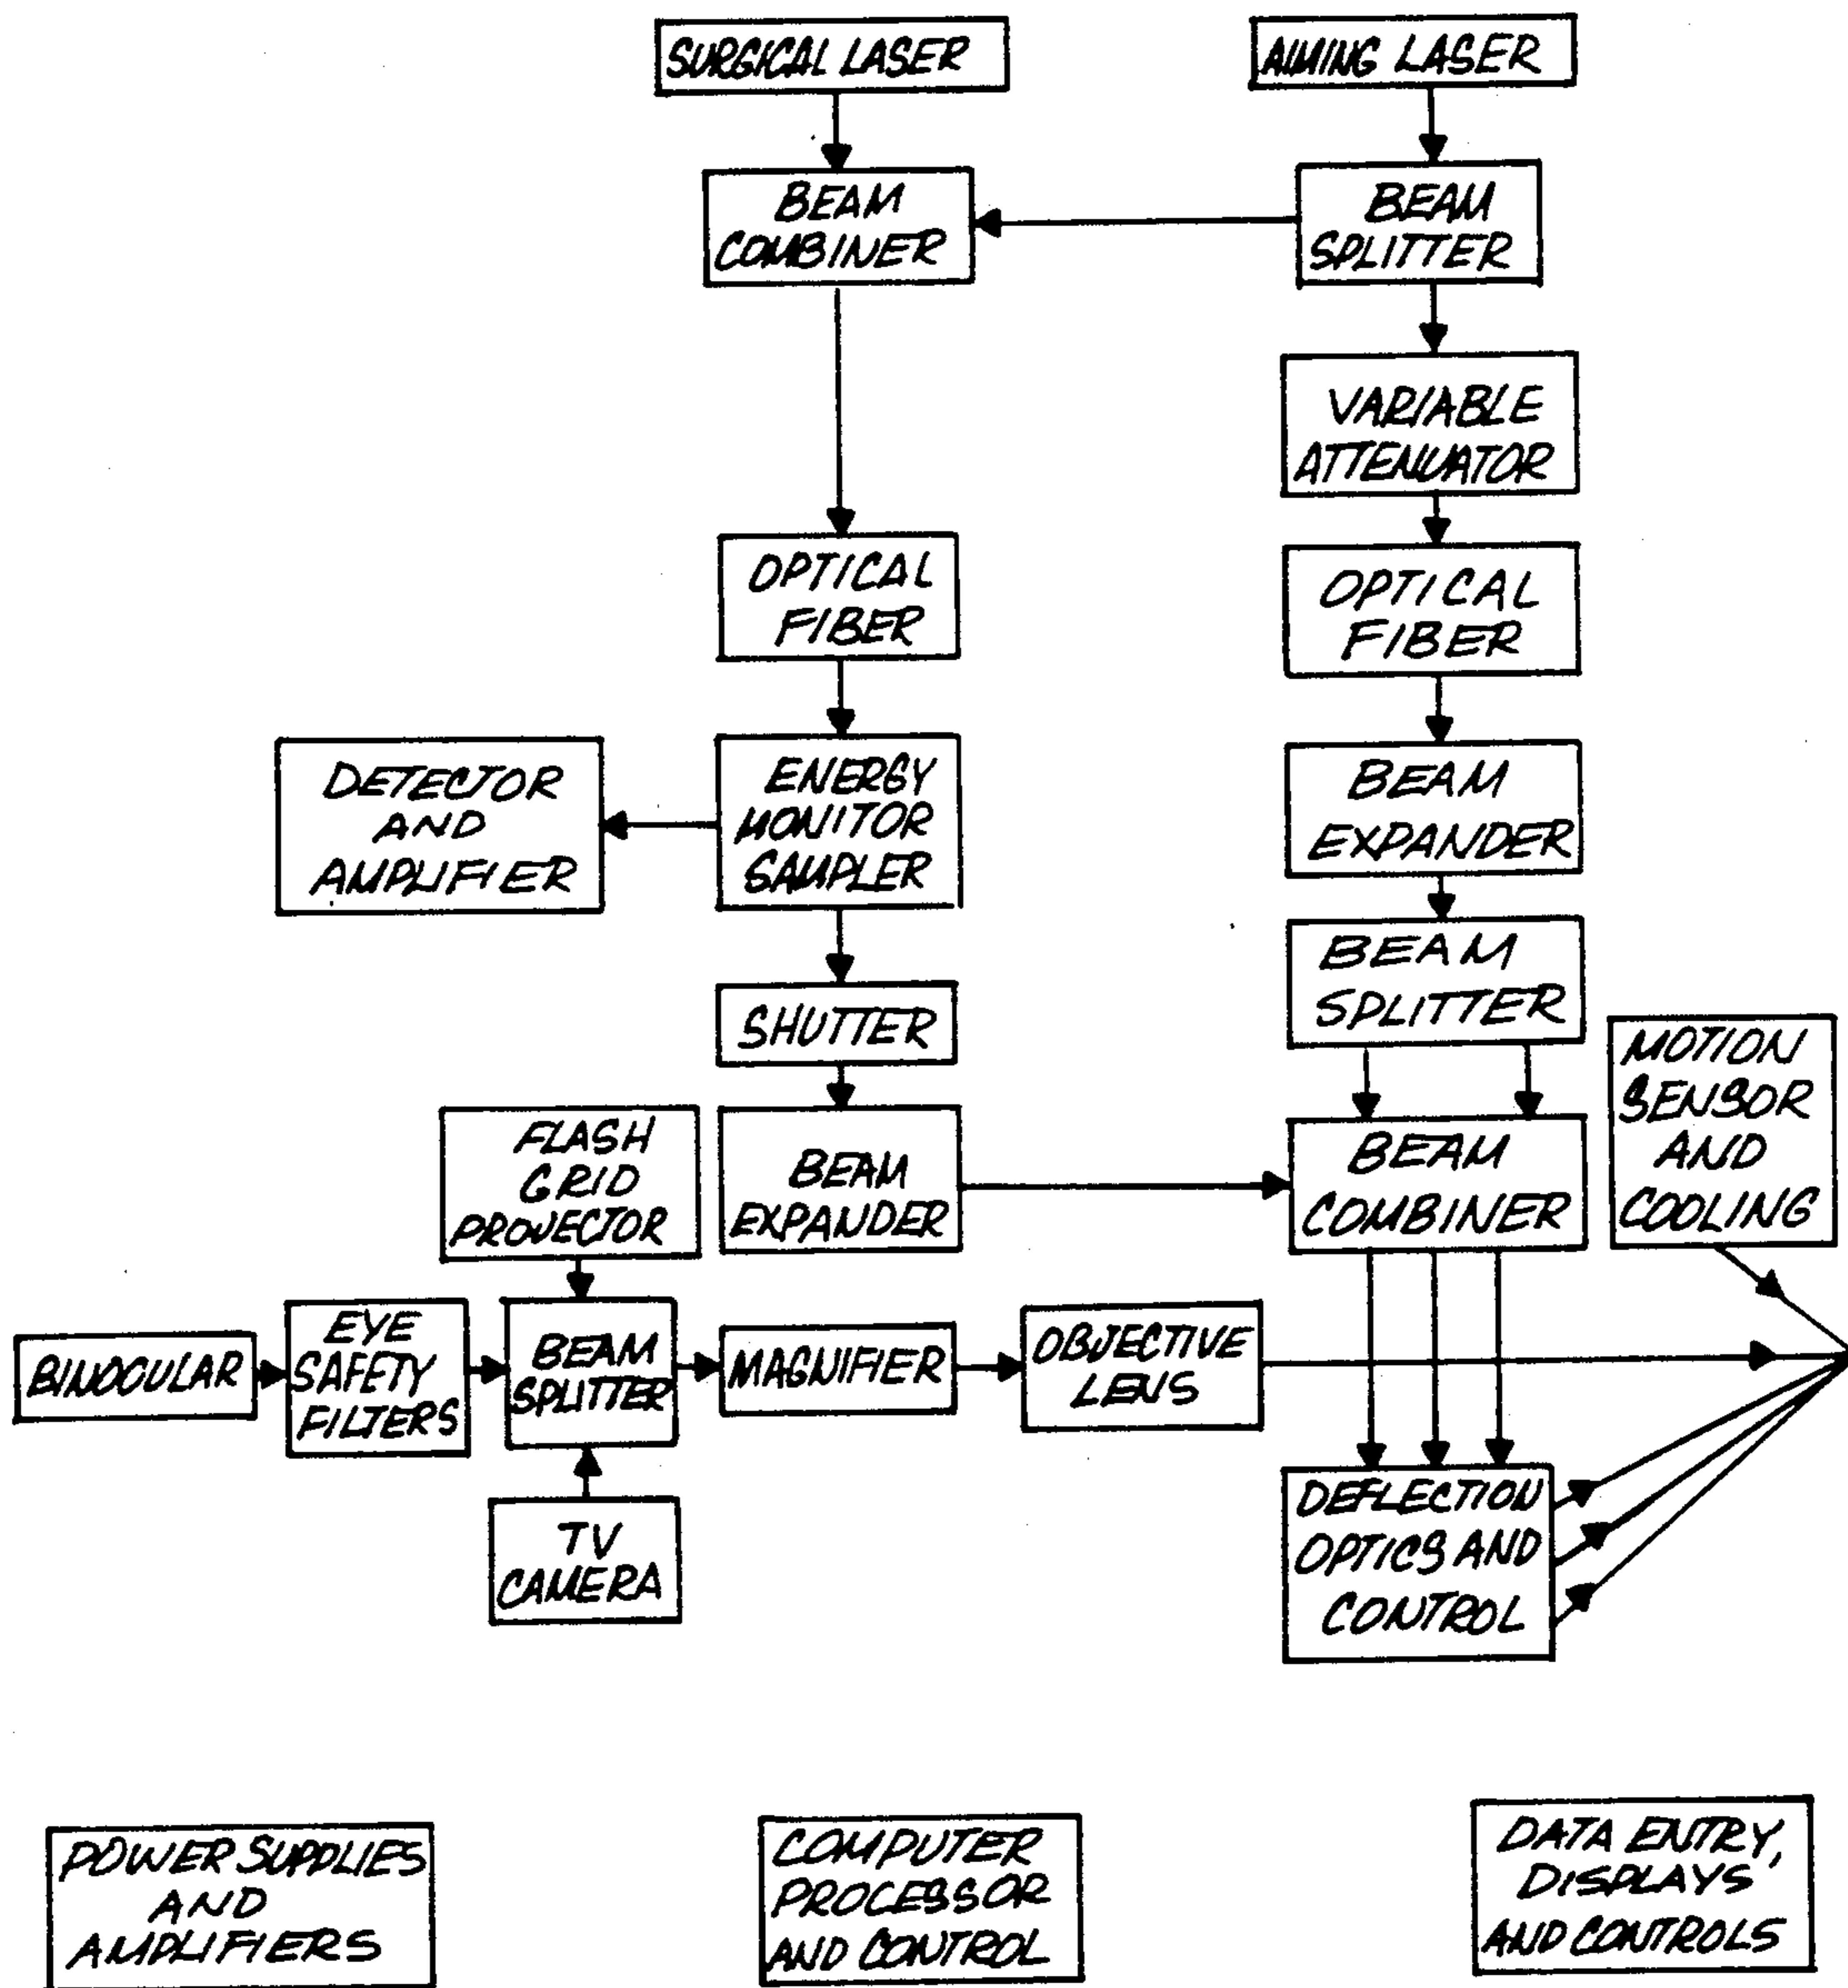 SURGICAL LASER
AIMING LASER
BEAM
COMBINER
BEAM
SPLITTER
VARIABLE
ATTENUATOR
OPTICAL
FIBER
OPTICAL
FIBER
DETECTOR
AND
AMPLIFIER
ENERGY
MONITOR
SAMPLER
BEAM
EXPANDER
BEAM
SPLITTER
SHUTTER
MOTION
SENSOR
AND
COOLING
FLASH
GRID
PROJECTOR
BEAM
EXPANDER
BEAM
COMBINER
BINOCULAR
EYE
SAFETY
FILTERS
BEAM
SPLITTER
MAGNIFIER
OBJECTIVE
LENS
TV
CAMERA
DEFLECTION
OPTICS AND
CONTROL
POWER SUPPLIES
AND
AMPLIFIERS
COMPUTER
PROCESSOR
AND CONTROL
DATA ENTRY,
DISPLAYS
AND CONTROLS